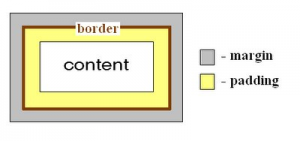 border
content
- margin
- padding